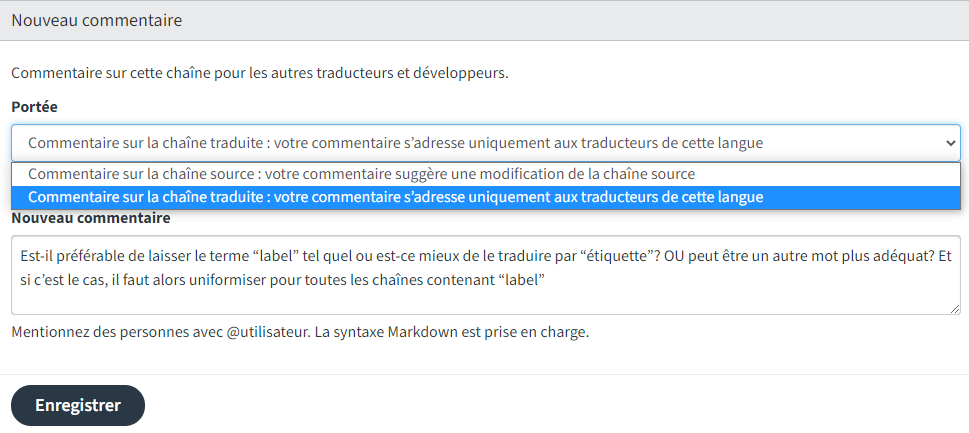 Nouveau commentaire
Commentaire sur cette chaîne pour les autres traducteurs et développeurs.
Portée
Commentaire sur la chaîne traduite : votre commentaire s’adresse uniquement aux traducteurs de cette langue
Commentaire sur la chaîne source : votre commentaire suggère une modification de la chaîne source
Commentaire sur la chaîne traduite : votre commentaire s’adresse uniquement aux traducteurs de cette langue
Nouveau commentaire
Est-il préférable de laisser le terme “label” tel quel ou est-ce mieux de le traduire par “étiquette”? OU peut être un autre mot plus adéquat? Et
si c’est le cas, il faut alors uniformiser pour toutes les chaînes contenant “label”
Mentionnez des personnes avec @utilisateur. La syntaxe Markdown est prise en charge.
Enregistrer